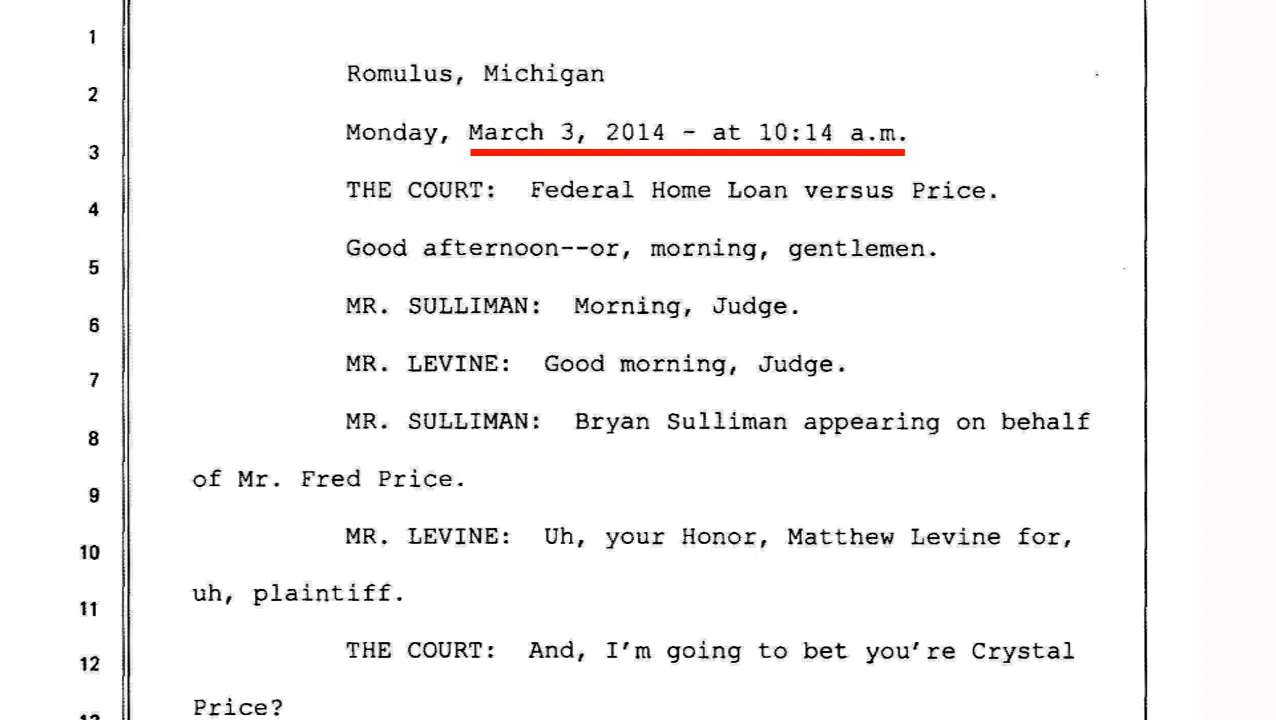 1
Romulus, Michigan
2
Monday, March 3, 2014 - at 10:14 a.m.
3
THE COURT: Federal Home Loan versus Price.
4
Good afternoon--or, morning, gentlemen.
5
MR. SULLIMAN: Morning, Judge.
6
MR. LEVINE: Good morning, Judge.
7
MR. SULLIMAN: Bryan Sulliman appearing on behalf
8
of Mr. Fred Price.
9
MR. LEVINE: Uh, your Honor, Matthew Levine for,
10
uh, plaintiff.
11
THE COURT: And, I'm going to bet you're Crystal
12
Price?